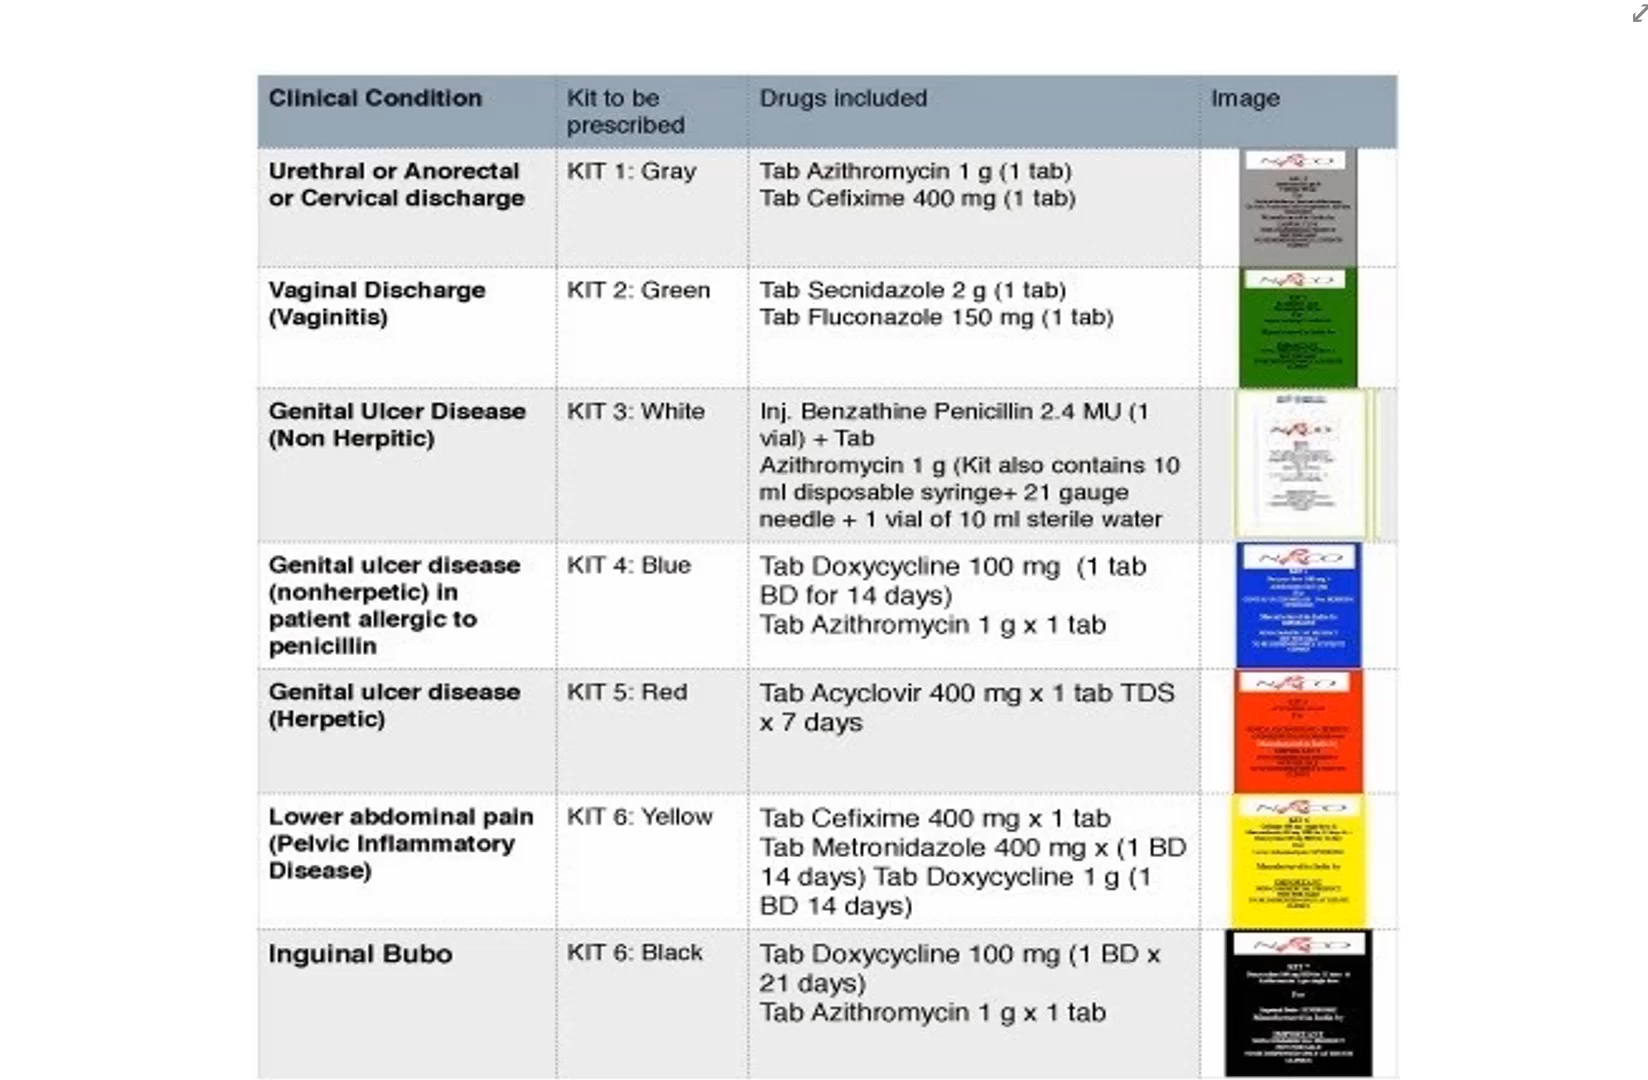 Clinical Condition
Kit to be
prescribed
Drugs included
Image
Urethral or Anorectal
or Cervical discharge
KIT 1: Gray
Tab Azithromycin 1 g (1 tab)
Tab Cefixime 400 mg (1 tab)
Vaginal Discharge
(Vaginitis)
KIT 2: Green
Tab Secnidazole 2 g (1 tab)
Tab Fluconazole 150 mg (1 tab)
Genital Ulcer Disease
(Non Herpitic)
KIT 3: White
Inj. Benzathine Penicillin 2.4 MU (1
vial) + Tab
Azithromycin 1 g (Kit also contains 10
ml disposable syringe+ 21 gauge
needle + 1 vial of 10 ml sterile water
Genital ulcer disease
(nonherpetic) in
patient allergic to
penicillin
KIT 4: Blue
Tab Doxycycline 100 mg (1 tab
BD for 14 days)
Tab Azithromycin 1 g x 1 tab
NACO
Genital ulcer disease
(Herpetic)
KIT 5: Red
Tab Acyclovir 400 mg x 1 tab TDS
x 7 days
Lower abdominal pain
(Pelvic Inflammatory
Disease)
KIT 6: Yellow
Tab Cefixime 400 mg x 1 tab
Tab Metronidazole 400 mg x (1 BD
14 days) Tab Doxycycline 1 g (1
BD 14 days)
Inguinal Bubo
KIT 6: Black
Tab Doxycycline 100 mg (1 BD x
21 days)
Tab Azithromycin 1 g x 1 tab
NACO
IMPORTANT